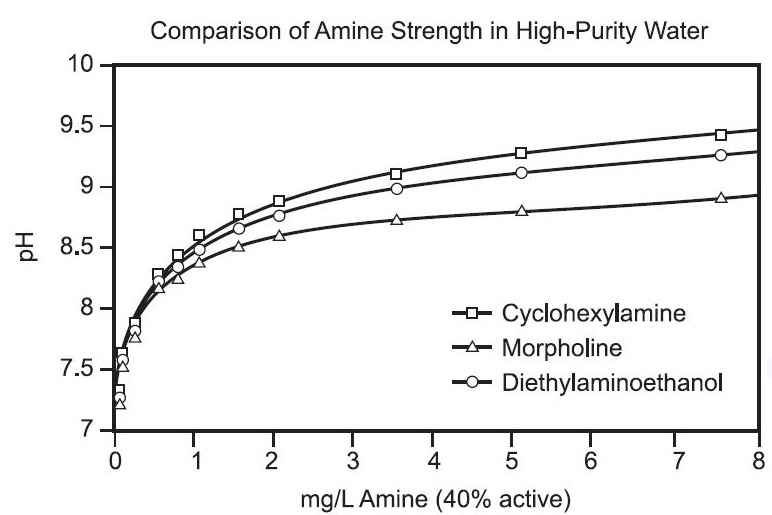 Comparison of Amine Strength in High-Purity Water
10
9.5
9
8.5
8
7.5
7
pH
Cyclohexylamine
Morpholine
Diethylaminoethanol
0 1 2 3 4 5 6 7 8
mg/L Amine (40% active)